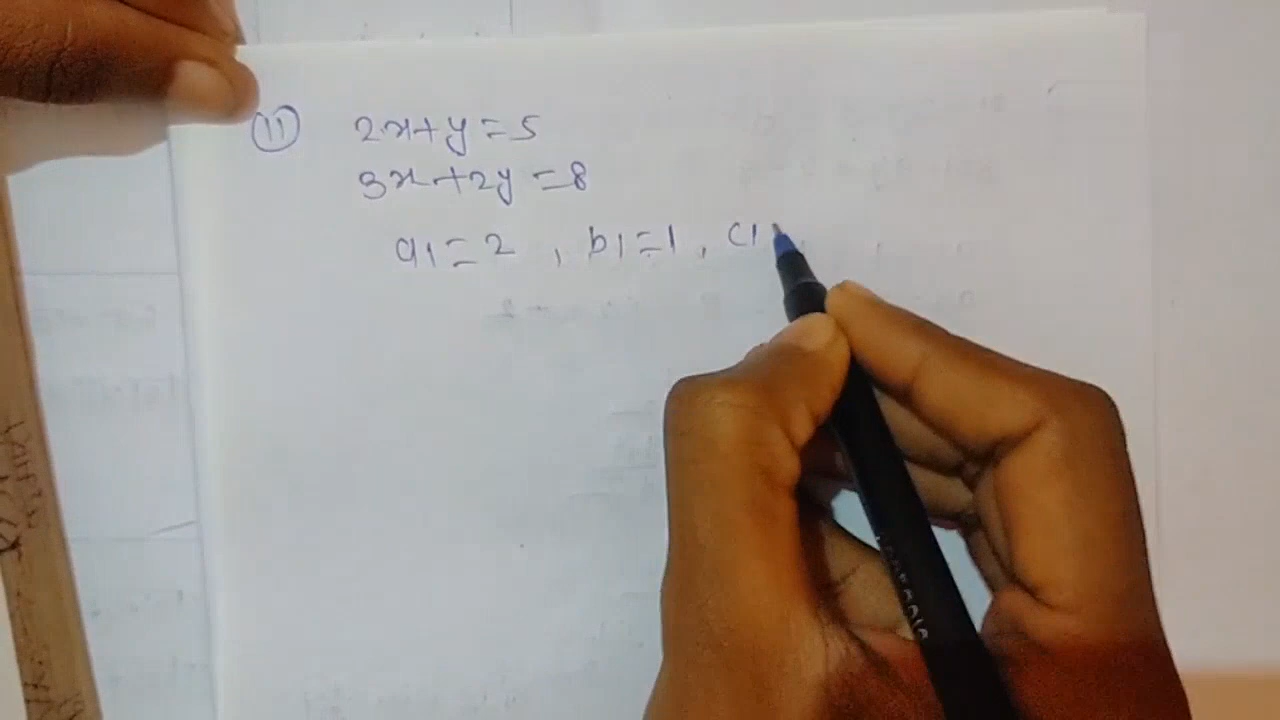 (11) 2x+y=5
3x+2y=8
a1=2, b1=1, c1